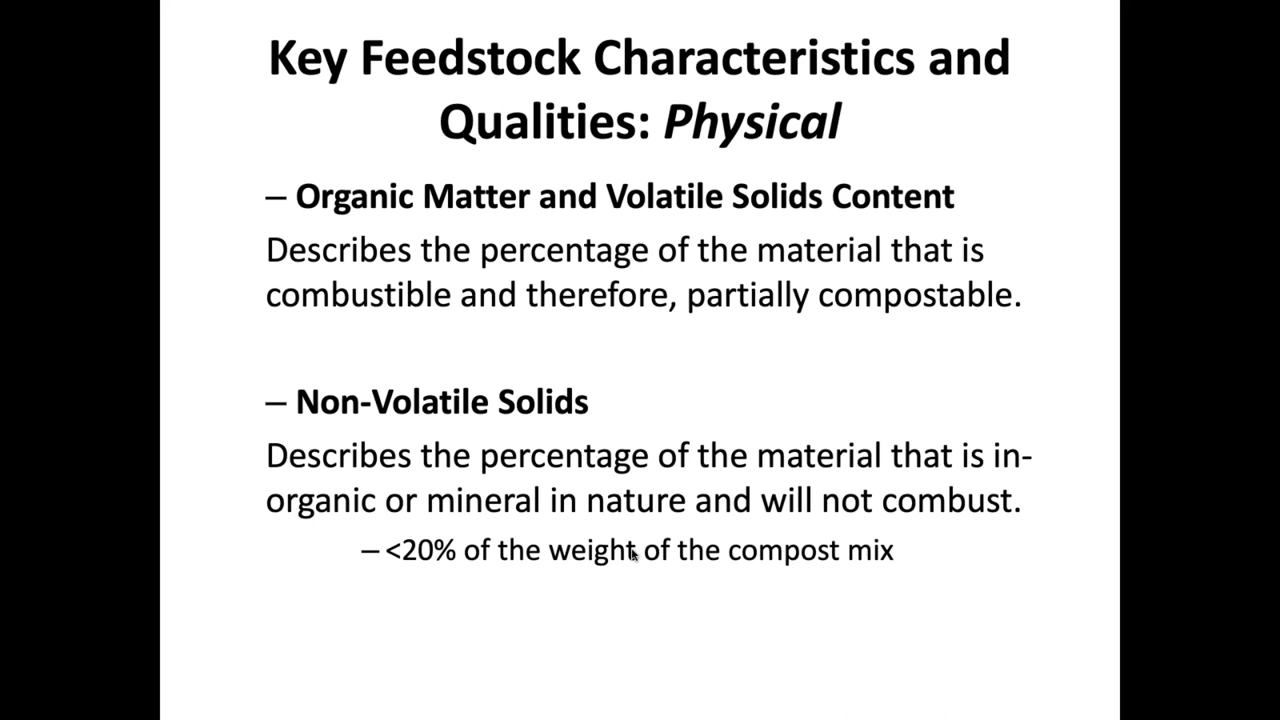 Key Feedstock Characteristics and
Qualities: Physical
– Organic Matter and Volatile Solids Content
Describes the percentage of the material that is
combustible and therefore, partially compostable.
– Non-Volatile Solids
Describes the percentage of the material that is in-
organic or mineral in nature and will not combust.
– <20% of the weight of the compost mix